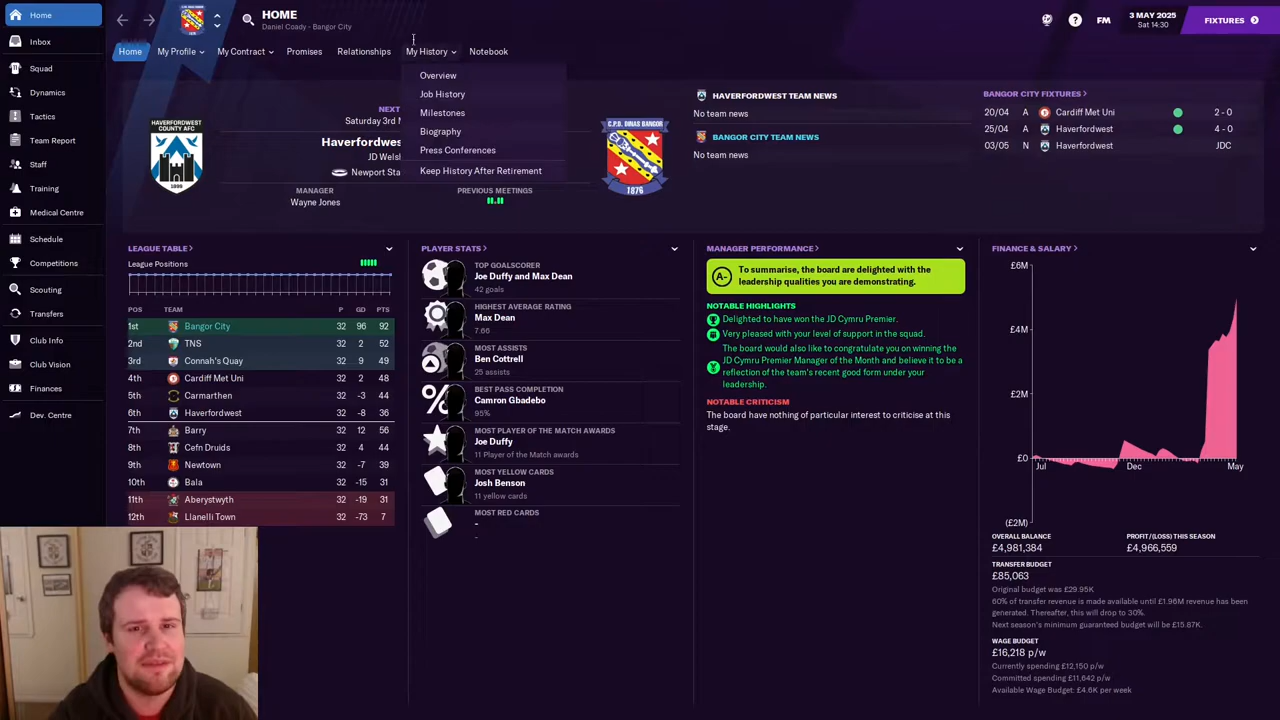 Home
Inbox
Squad
Dynamics
Tactics
Team Report
Staff
Training
Medical Centre
Schedule
Competitions
Scouting
Transfers
Club Info
Club Vision
Finances
Dev. Centre
HOME
Daniel Coady - Bangor City
?
FM
3 MAY 2025
Sat 14:30
FIXTURES
Home
My Profile
My Contract
Promises
Relationships
My History
Notebook
Overview
Job History
Milestones
Biography
Press Conferences
Keep History After Retirement
HAVERFORDWEST
COUNTY AFC
1899
NEXT
Saturday 3rd M
Haverfordwes
JD Wels
Newport Sta
MANAGER
Wayne Jones
PREVIOUS MEETINGS
C.P.D. DINAS BANGOR
1876
HAVERFORDWEST TEAM NEWS
No team news
BANGOR CITY TEAM NEWS
No team news
BANGOR CITY FIXTURES
20/04 A Cardiff Met Uni 2 - 0
25/04 A Haverfordwest 4 - 0
03/05 N Haverfordwest JDC
LEAGUE TABLE
League Positions
POS TEAM P GD PTS
1st Bangor City 32 96 92
2nd TNS 32 2 52
3rd Connah's Quay 32 9 49
4th Cardiff Met Uni 32 2 48
5th Carmarthen 32 -3 44
6th Haverfordwest 32 -8 36
7th Barry 32 12 56
8th Cefn Druids 32 4 44
9th Newtown 32 -7 39
10th Bala 32 -15 31
11th Aberystwyth 32 -19 31
12th Llanelli Town 32 -73 7
PLAYER STATS
TOP GOALSCORER
Joe Duffy and Max Dean
42 goals
HIGHEST AVERAGE RATING
Max Dean
7.66
MOST ASSISTS
Ben Cottrell
25 assists
BEST PASS COMPLETION
Camron Gbadebo
95%
MOST PLAYER OF THE MATCH AWARDS
Joe Duffy
11 Player of the Match awards
MOST YELLOW CARDS
Josh Benson
11 yellow cards
MOST RED CARDS
-
-
MANAGER PERFORMANCE
A-
To summarise, the board are delighted with the
leadership qualities you are demonstrating.
NOTABLE HIGHLIGHTS
Delighted to have won the JD Cymru Premier.
Very pleased with your level of support in the squad.
The board would also like to congratulate you on winning the
JD Cymru Premier Manager of the Month and believe it to be a
reflection of the team's recent good form under your
leadership.
NOTABLE CRITICISM
The board have nothing of particular interest to criticise at this
stage.
FINANCE & SALARY
£6M
£4M
£2M
£0
(£2M)
Jul Dec May
OVERALL BALANCE
£4,981,384
PROFIT/(LOSS) THIS SEASON
£4,966,559
TRANSFER BUDGET
£85,063
Original budget was £29.95K
60% of transfer revenue is made available until £1.96M revenue has been
generated. Thereafter, this will drop to 30%.
Next season's minimum guaranteed budget will be £15.87K.
WAGE BUDGET
£16,218 p/w
Currently spending £12,150 p/w
Committed spending £11,642 p/w
Available Wage Budget: £4.6K per week